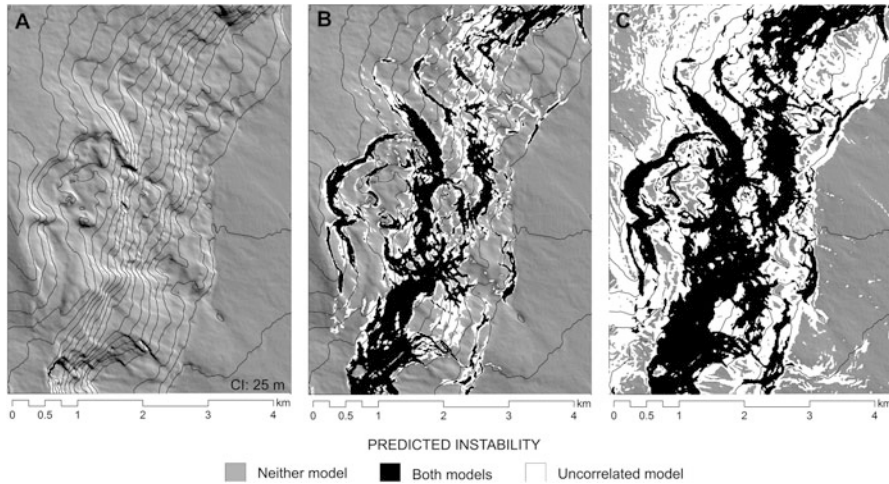 A
B
C
CI: 25 m
0 0.5 1 2 3 4 km
0 0.5 1 2 3 4 km
0 0.5 1 2 3 4 km
PREDICTED INSTABILITY
Neither model Both models Uncorrelated model